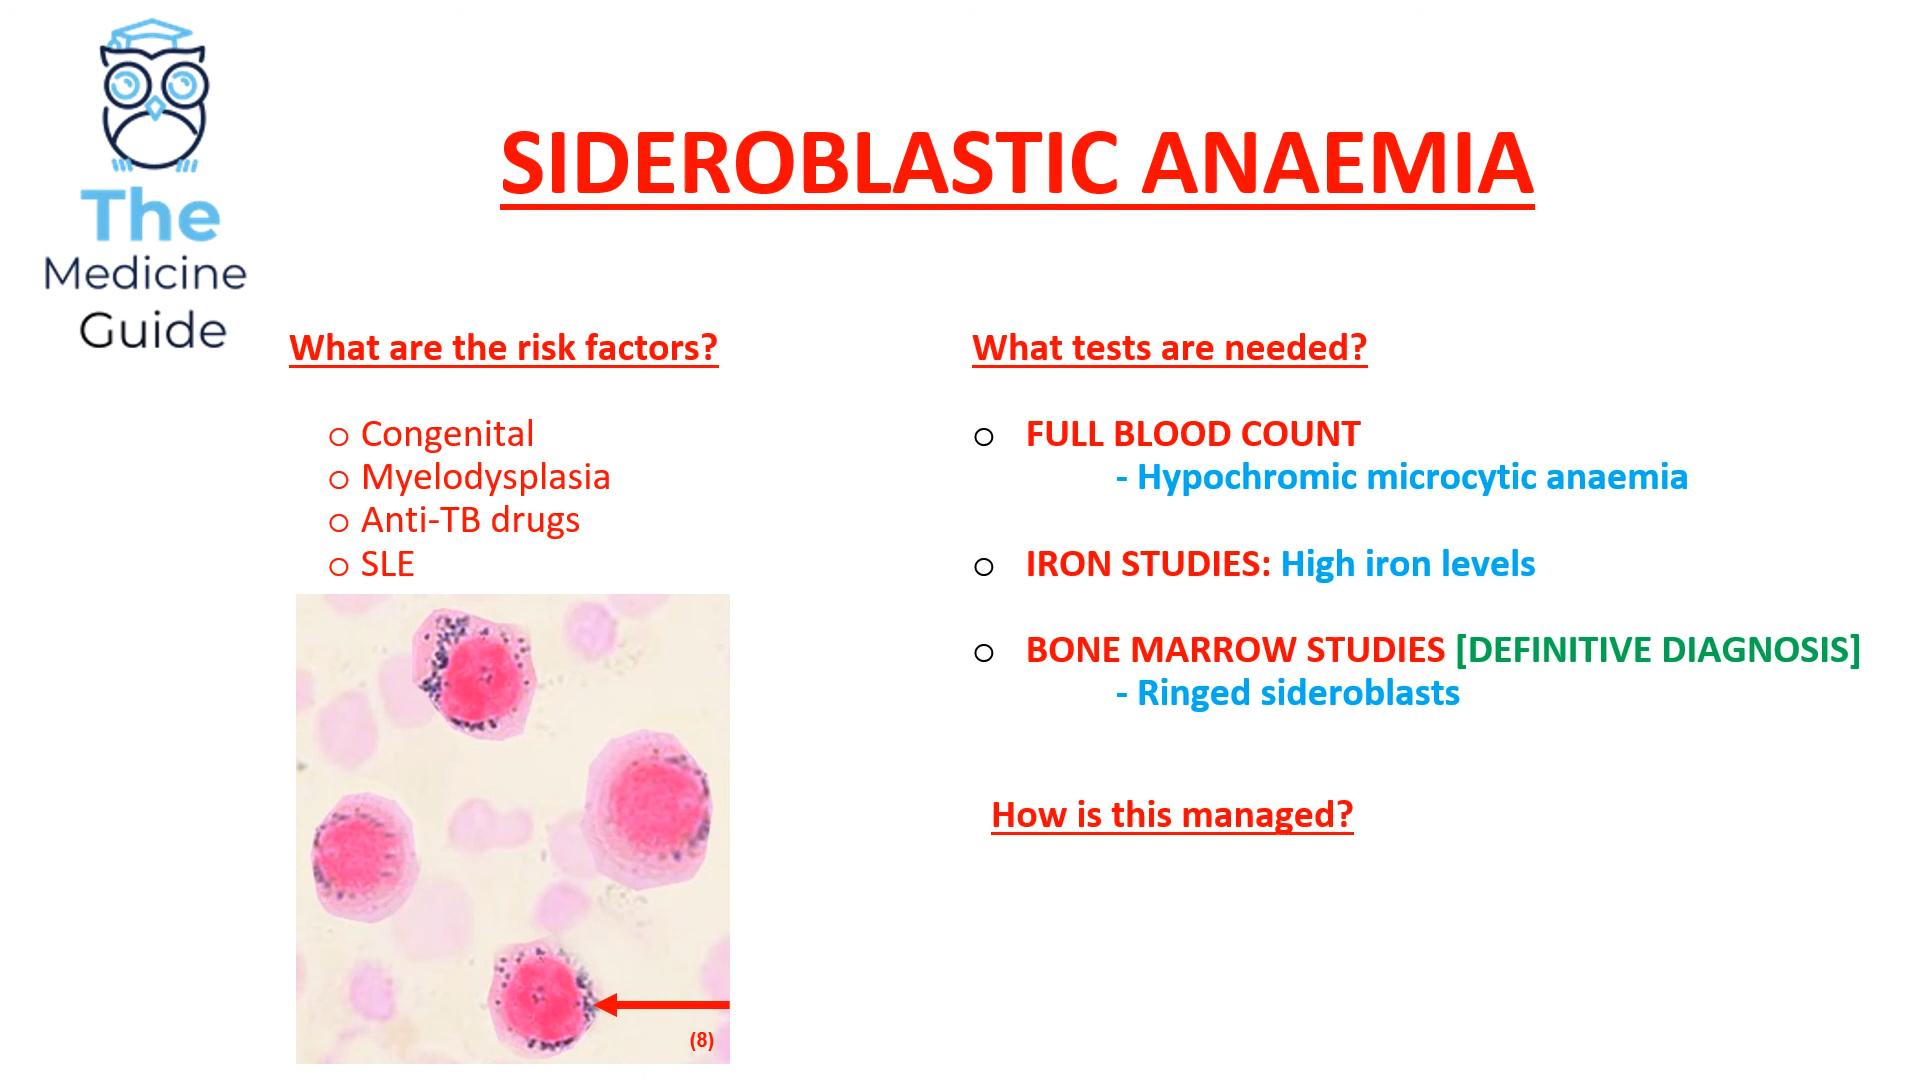 The
Medicine
Guide
SIDEROBLASTIC ANAEMIA
What are the risk factors?
○ Congenital
○ Myelodysplasia
○ Anti-TB drugs
○ SLE
(8)
What tests are needed?
○ FULL BLOOD COUNT
- Hypochromic microcytic anaemia
○ IRON STUDIES: High iron levels
○ BONE MARROW STUDIES [DEFINITIVE DIAGNOSIS]
- Ringed sideroblasts
How is this managed?